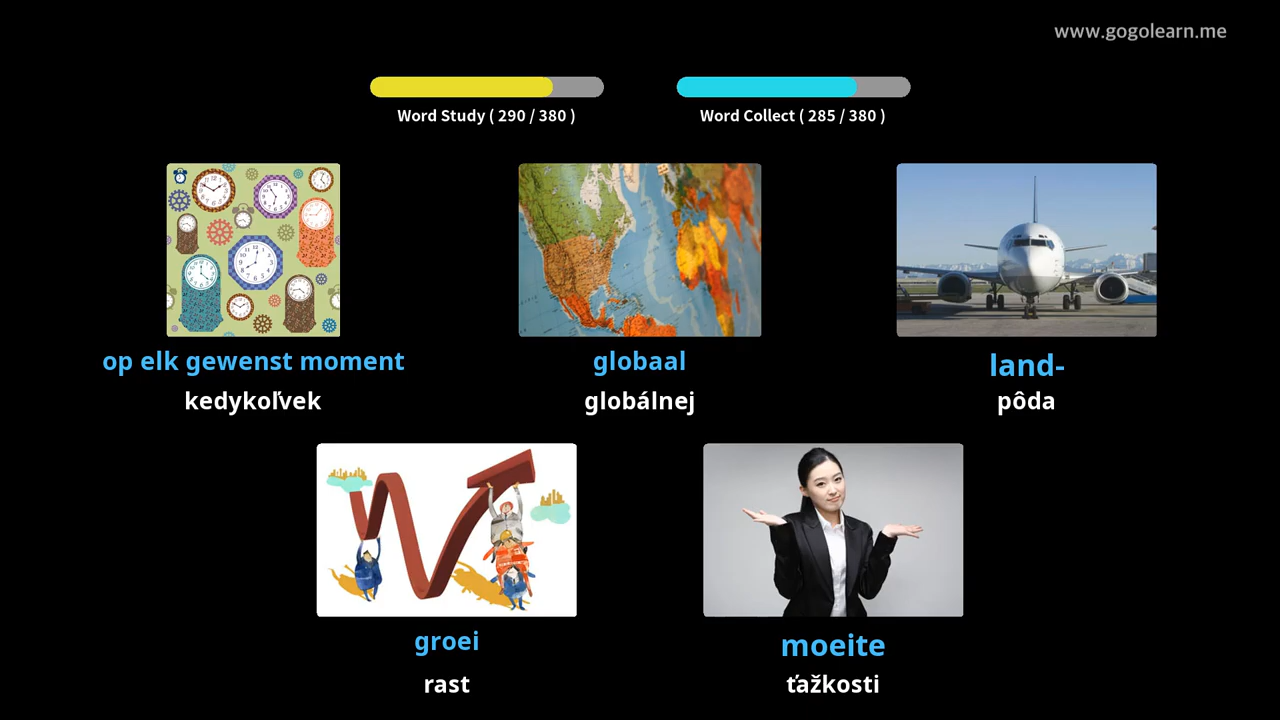 www.gogolearn.me
Word Study ( 290 / 380 )
Word Collect ( 285 / 380 )
op elk gewenst moment
globaal
land-
kedykoľvek
globálnej
pôda
groei
moeite
rast
ťažkosti